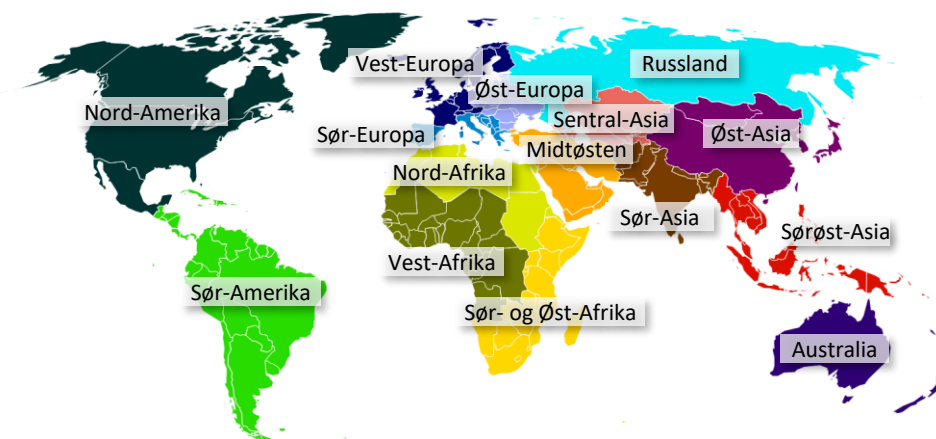 Vest-Europa
Russland
Øst-Europa
Nord-Amerika
Sentral-Asia
Sør-Europa
Øst-Asia
Midtøsten
Nord-Afrika
Sør-Asia
Sørøst-Asia
Vest-Afrika
Sør-Amerika
Sør- og Øst-Afrika
Australia